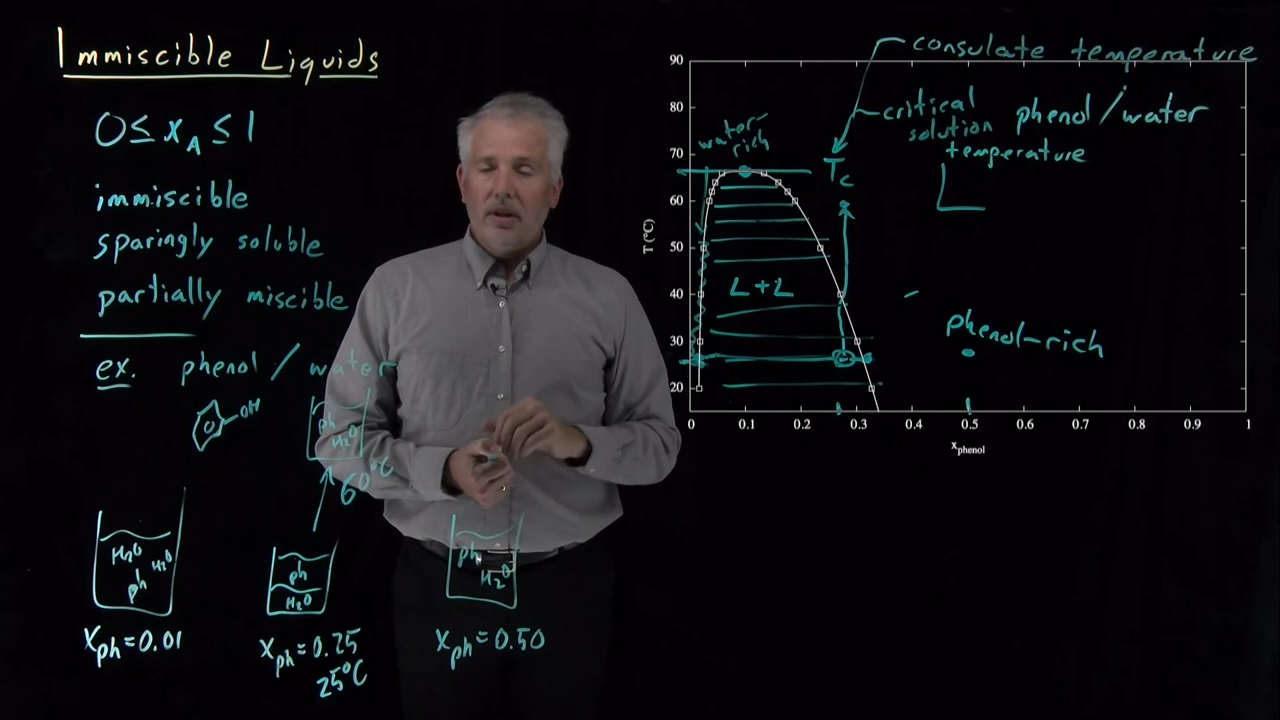 Immiscible Liquids
0 ≤ x_A ≤ 1
immiscible
sparingly soluble
partially miscible
ex. phenol / water
OH
ph
H₂O
60°C
H₂O
H₂O
ph
x_ph = 0.01
ph
H₂O
x_ph = 0.25
25°C
ph
H₂O
x_ph = 0.50
consulate temperature
critical
solution
temperature
phenol/water
water-
rich
T_c
L+L
phenol-rich
T (°C)
90
80
70
60
50
40
30
20
0 0.1 0.2 0.3 0.4 0.5 0.6 0.7 0.8 0.9 1
x_phenol